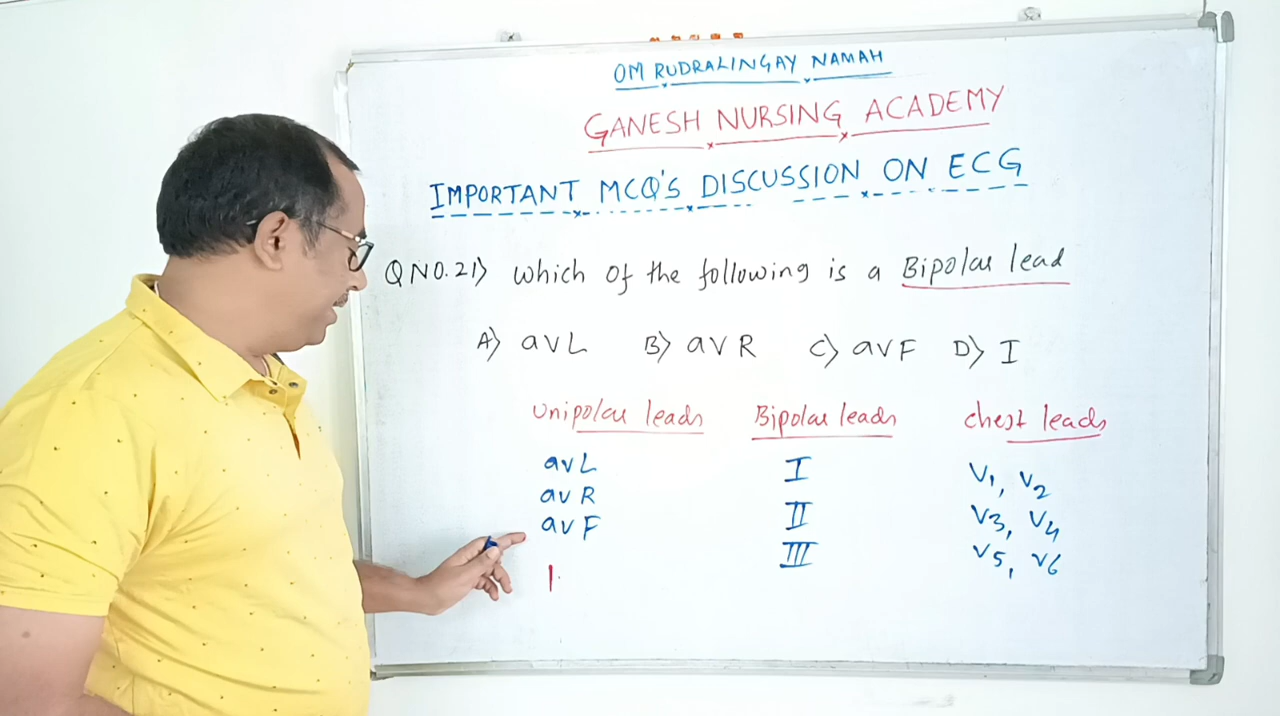 OM RUDRALINGAY NAMAH
GANESH NURSING ACADEMY
IMPORTANT MCQ'S DISCUSSION ON ECG
Q NO.21) Which of the following is a Bipolar lead
A) avL B) avR C) avF D) I
Unipolar leads Bipolar leads chest leads
avL I V1, V2
avR II V3, V4
avF III V5, V6